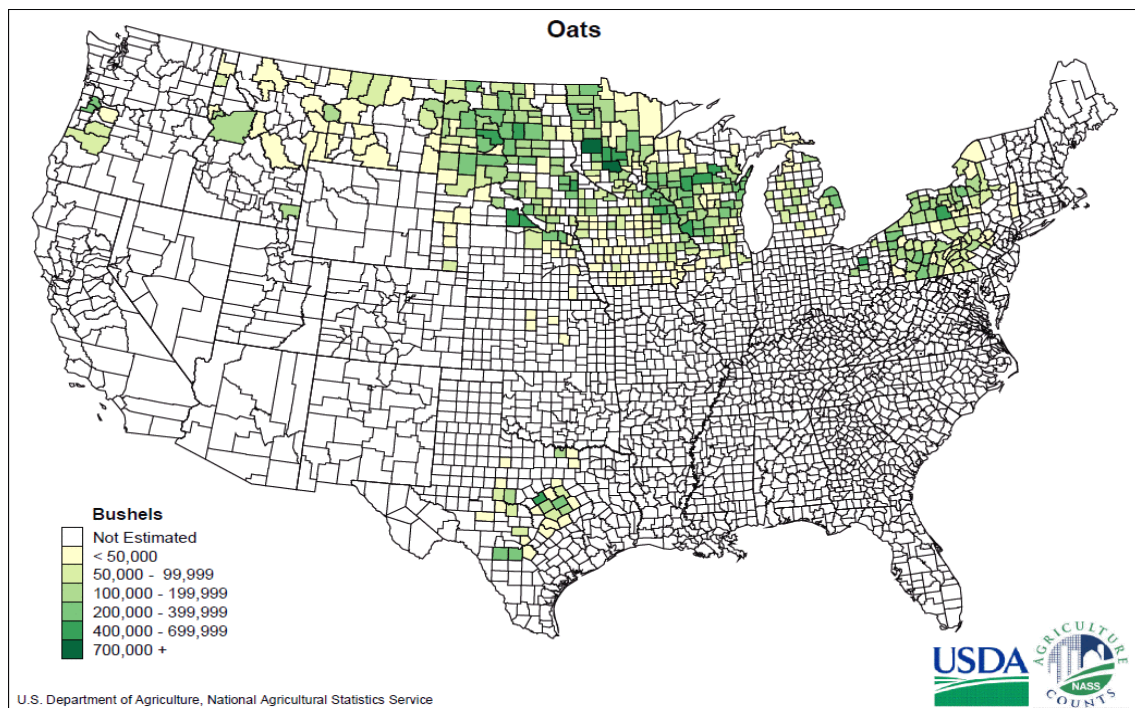 Oats
Bushels
Not Estimated
< 50,000
50,000 - 99,999
100,000 - 199,999
200,000 - 399,999
400,000 - 699,999
700,000 +
U.S. Department of Agriculture, National Agricultural Statistics Service
USDA
AGRICULTURE
NASS
COUNTS